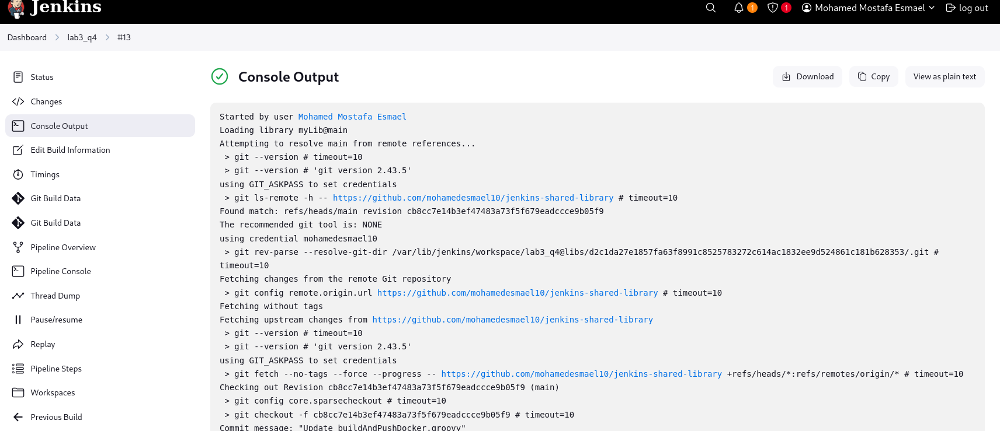 Jenkins
1
1
Mohamed Mostafa Esmael
log out
Dashboard
lab3_q4
#13
Status
Changes
Console Output
Edit Build Information
Timings
Git Build Data
Git Build Data
Pipeline Overview
Pipeline Console
Thread Dump
Pause/resume
Replay
Pipeline Steps
Workspaces
Previous Build
Console Output
Download
Copy
View as plain text
Started by user Mohamed Mostafa Esmael
Loading library myLib@main
Attempting to resolve main from remote references...
> git --version # timeout=10
> git --version # 'git version 2.43.5'
using GIT_ASKPASS to set credentials
> git ls-remote -h -- https://github.com/mohamedesmael10/jenkins-shared-library # timeout=10
Found match: refs/heads/main revision cb8cc7e14b3ef47483a73f5f679eadccce9b05f9
The recommended git tool is: NONE
using credential mohamedesmael10
> git rev-parse --resolve-git-dir /var/lib/jenkins/workspace/lab3_q4@libs/d2c1da27e1857fa63f8991c8525783272c614ac1832ee9d524861c181b628353/.git #
timeout=10
Fetching changes from the remote Git repository
> git config remote.origin.url https://github.com/mohamedesmael10/jenkins-shared-library # timeout=10
Fetching without tags
Fetching upstream changes from https://github.com/mohamedesmael10/jenkins-shared-library
> git --version # timeout=10
> git --version # 'git version 2.43.5'
using GIT_ASKPASS to set credentials
> git fetch --no-tags --force --progress -- https://github.com/mohamedesmael10/jenkins-shared-library +refs/heads/*:refs/remotes/origin/* # timeout=10
Checking out Revision cb8cc7e14b3ef47483a73f5f679eadccce9b05f9 (main)
> git config core.sparsecheckout # timeout=10
> git checkout -f cb8cc7e14b3ef47483a73f5f679eadccce9b05f9 # timeout=10
Commit message: "Update buildAndPushDocker.groovy"